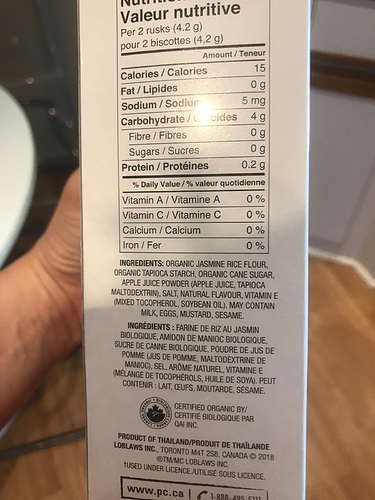 Valeur nutritive
Per 2 rusks (4.2 g)
pour 2 biscottes (4,2 g)
Amount / Teneur
Calories / Calories 15
Fat / Lipides 0 g
Sodium / Sodium 5 mg
Carbohydrate / Glucides 4 g
Fibre / Fibres 0 g
Sugars / Sucres 0 g
Protein / Protéines 0.2 g
% Daily Value / % valeur quotidienne
Vitamin A / Vitamine A 0 %
Vitamin C / Vitamine C 0 %
Calcium / Calcium 0 %
Iron / Fer 0 %
INGREDIENTS: ORGANIC JASMINE RICE FLOUR,
ORGANIC TAPIOCA STARCH, ORGANIC CANE SUGAR,
APPLE JUICE POWDER (APPLE JUICE, TAPIOCA
MALTODEXTRIN), SALT, NATURAL FLAVOUR, VITAMIN E
(MIXED TOCOPHEROL, SOYBEAN OIL). MAY CONTAIN
MILK, EGGS, MUSTARD, SESAME.
INGRÉDIENTS : FARINE DE RIZ AU JASMIN
BIOLOGIQUE, AMIDON DE MANIOC BIOLOGIQUE,
SUCRE DE CANNE BIOLOGIQUE, POUDRE DE JUS DE
POMME (JUS DE POMME, MALTODEXTRINE DE
MANIOC), SEL, ARÔME NATUREL, VITAMINE E
(MÉLANGE DE TOCOPHÉROLS, HUILE DE SOYA). PEUT
CONTENIR : LAIT, ŒUFS, MOUTARDE, SÉSAME.
CERTIFIED ORGANIC BY/
CERTIFIÉ BIOLOGIQUE PAR
QAI INC.
PRODUCT OF THAILAND/PRODUIT DE THAÏLANDE
LOBLAWS INC., TORONTO M4T 2S8, CANADA © 2018
®/TM/MC LOBLAWS INC.
†USED UNDER LICENCE./UTILISÉ SOUS LICENCE.
www.pc.ca